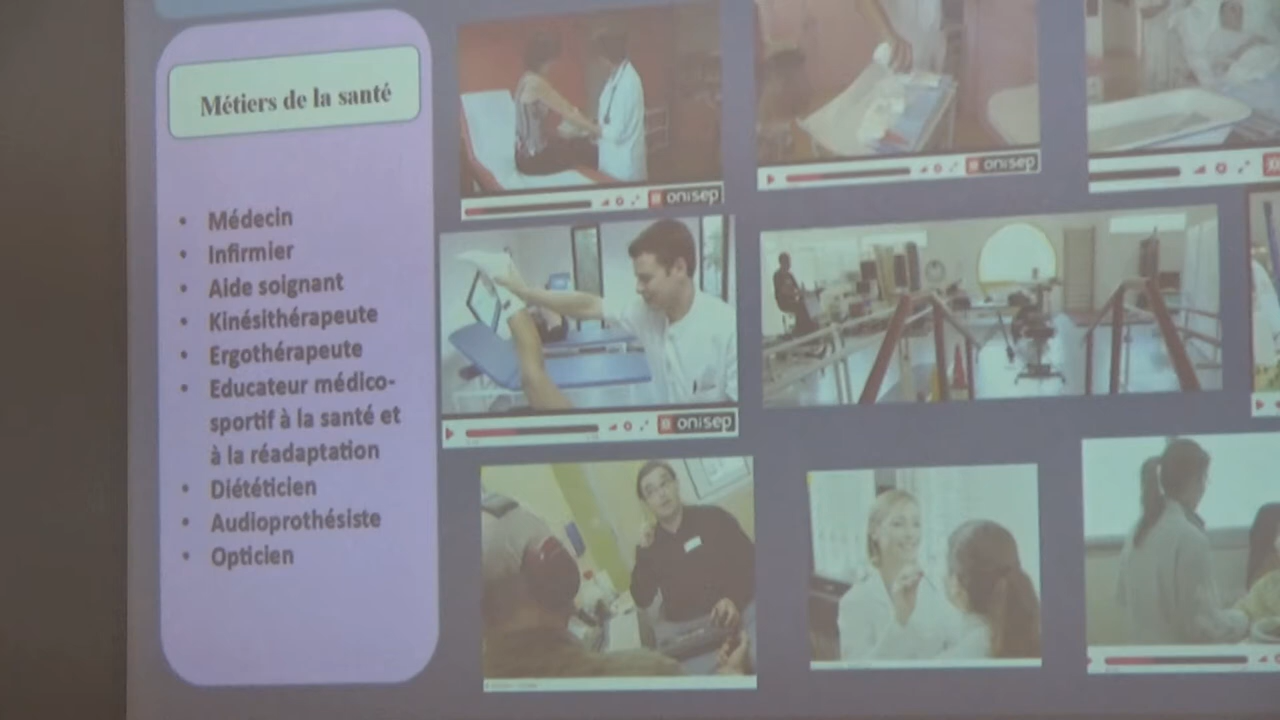 Métiers de la santé
• Médecin
• Infirmier
• Aide soignant
• Kinésithérapeute
• Ergothérapeute
• Educateur médico-
sportif à la santé et
à la réadaptation
• Diététicien
• Audioprothésiste
• Opticien
onisep
onisep
onisep